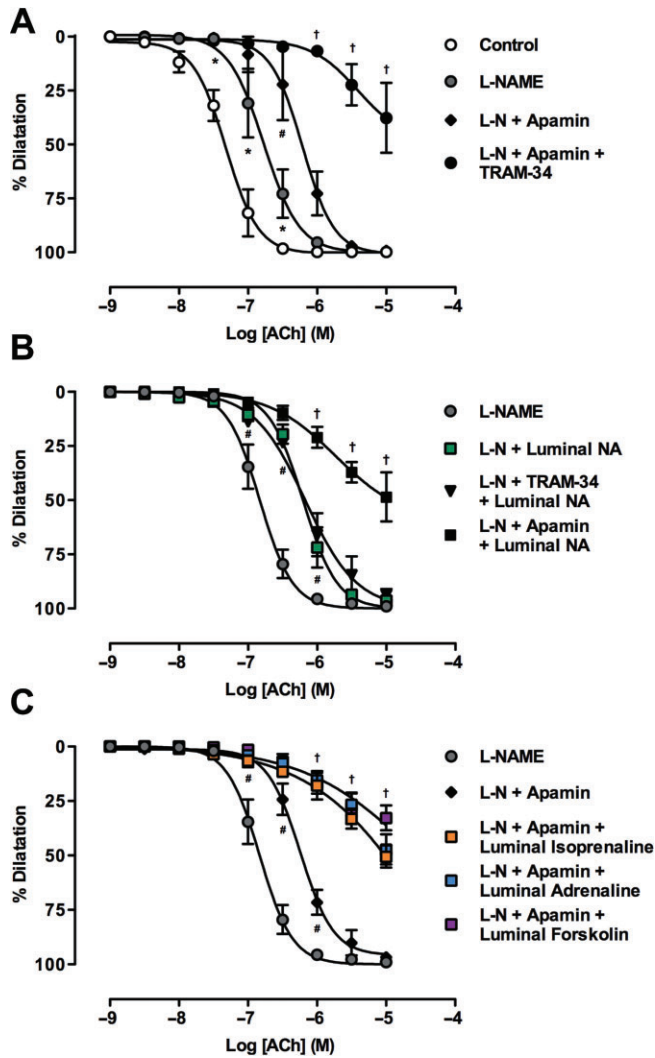 A
0
25
50
75
100
% Dilatation
* * *
#
† † †
−9 −8 −7 −6 −5 −4
Log [ACh] (M)
Control
L-NAME
L-N + Apamin
L-N + Apamin +
TRAM-34
B
0
25
50
75
100
% Dilatation
# # #
† † †
−9 −8 −7 −6 −5 −4
Log [ACh] (M)
L-NAME
L-N + Luminal NA
L-N + TRAM-34
+ Luminal NA
L-N + Apamin
+ Luminal NA
C
0
25
50
75
100
% Dilatation
# # #
† † †
−9 −8 −7 −6 −5 −4
Log [ACh] (M)
L-NAME
L-N + Apamin
L-N + Apamin +
Luminal Isoprenaline
L-N + Apamin +
Luminal Adrenaline
L-N + Apamin +
Luminal Forskolin